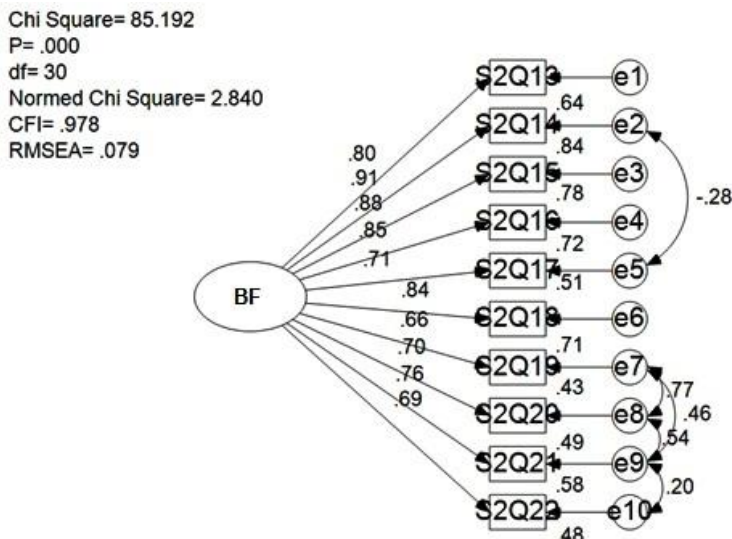 Chi Square= 85.192
P= .000
df= 30
Normed Chi Square= 2.840
CFI= .978
RMSEA= .079
S2Q13 e1
.64
S2Q14 e2
.84
S2Q15 e3
.78
S2Q16 e4
.72
S2Q17 e5
.51
S2Q18 e6
.71
S2Q19 e7
.43
S2Q20 e8
.49
S2Q21 e9
.58
S2Q22 e10
.48
.80
.91
.88
.85
.71
.84
.66
.70
.76
.69
BF
-.28
.77
.46
.54
.20